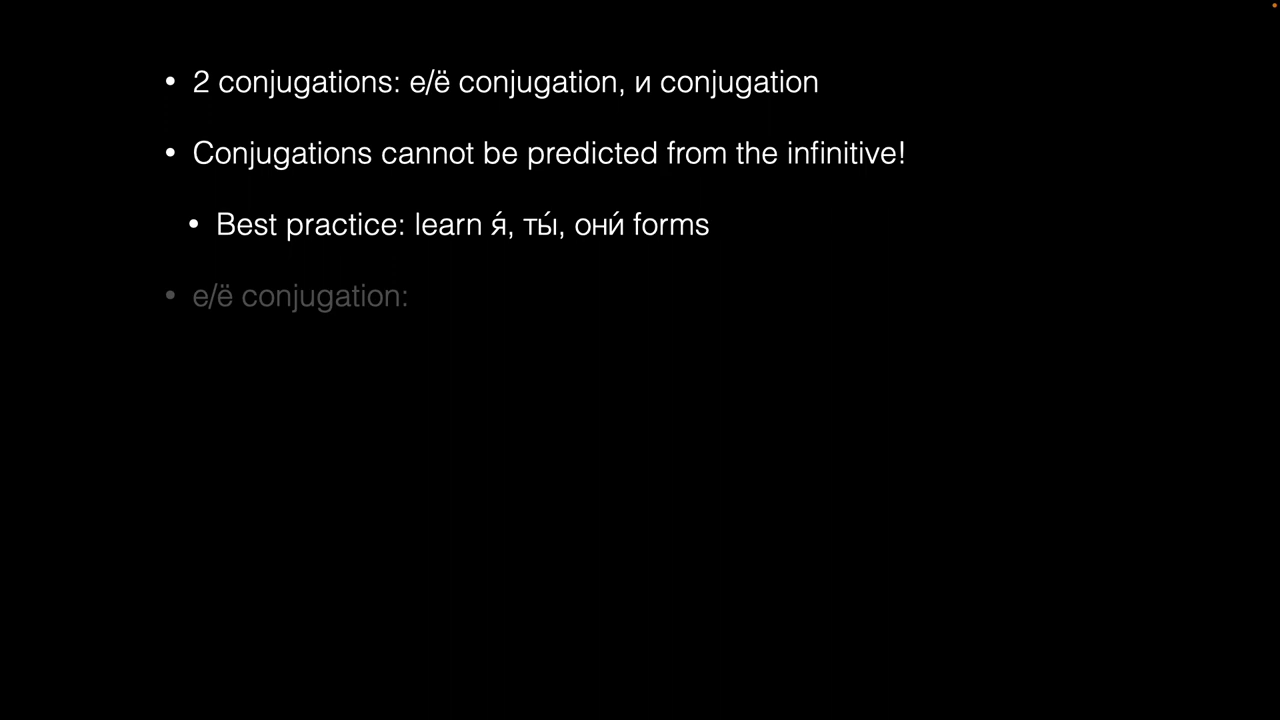 • 2 conjugations: е/ё conjugation, и conjugation
• Conjugations cannot be predicted from the infinitive!
• Best practice: learn я́, ты́, они́ forms
• е/ё conjugation: